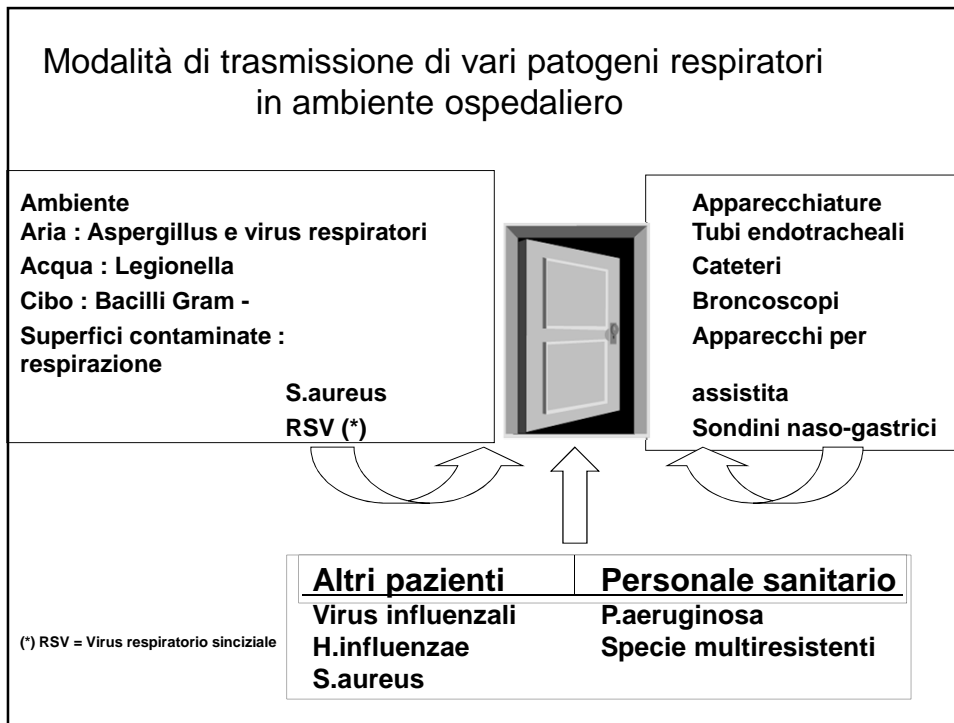 Modalità di trasmissione di vari patogeni respiratori
in ambiente ospedaliero
Ambiente
Aria : Aspergillus e virus respiratori
Acqua : Legionella
Cibo : Bacilli Gram -
Superfici contaminate :
respirazione
S.aureus
RSV (*)
Apparecchiature
Tubi endotracheali
Cateteri
Broncoscopi
Apparecchi per
assistita
Sondini naso-gastrici
Altri pazienti
Virus influenzali
H.influenzae
S.aureus
Personale sanitario
P.aeruginosa
Specie multiresistenti
(*) RSV = Virus respiratorio sinciziale